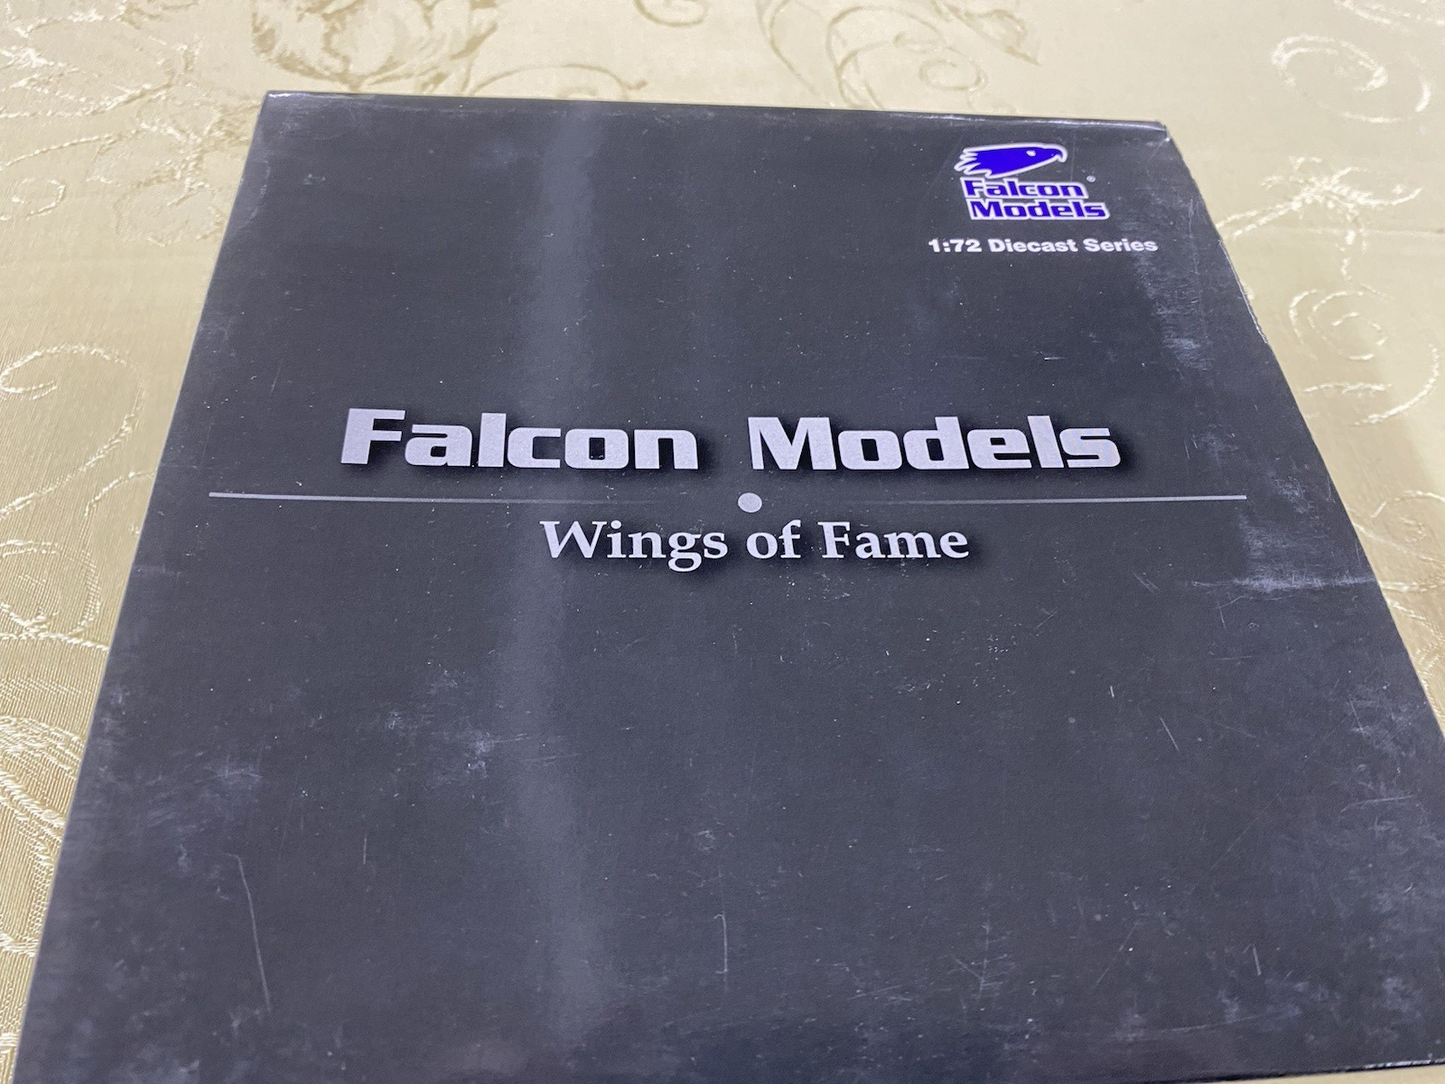 Falcon
Models®
1:72 Diecast Series
Falcon Models
Wings of Fame